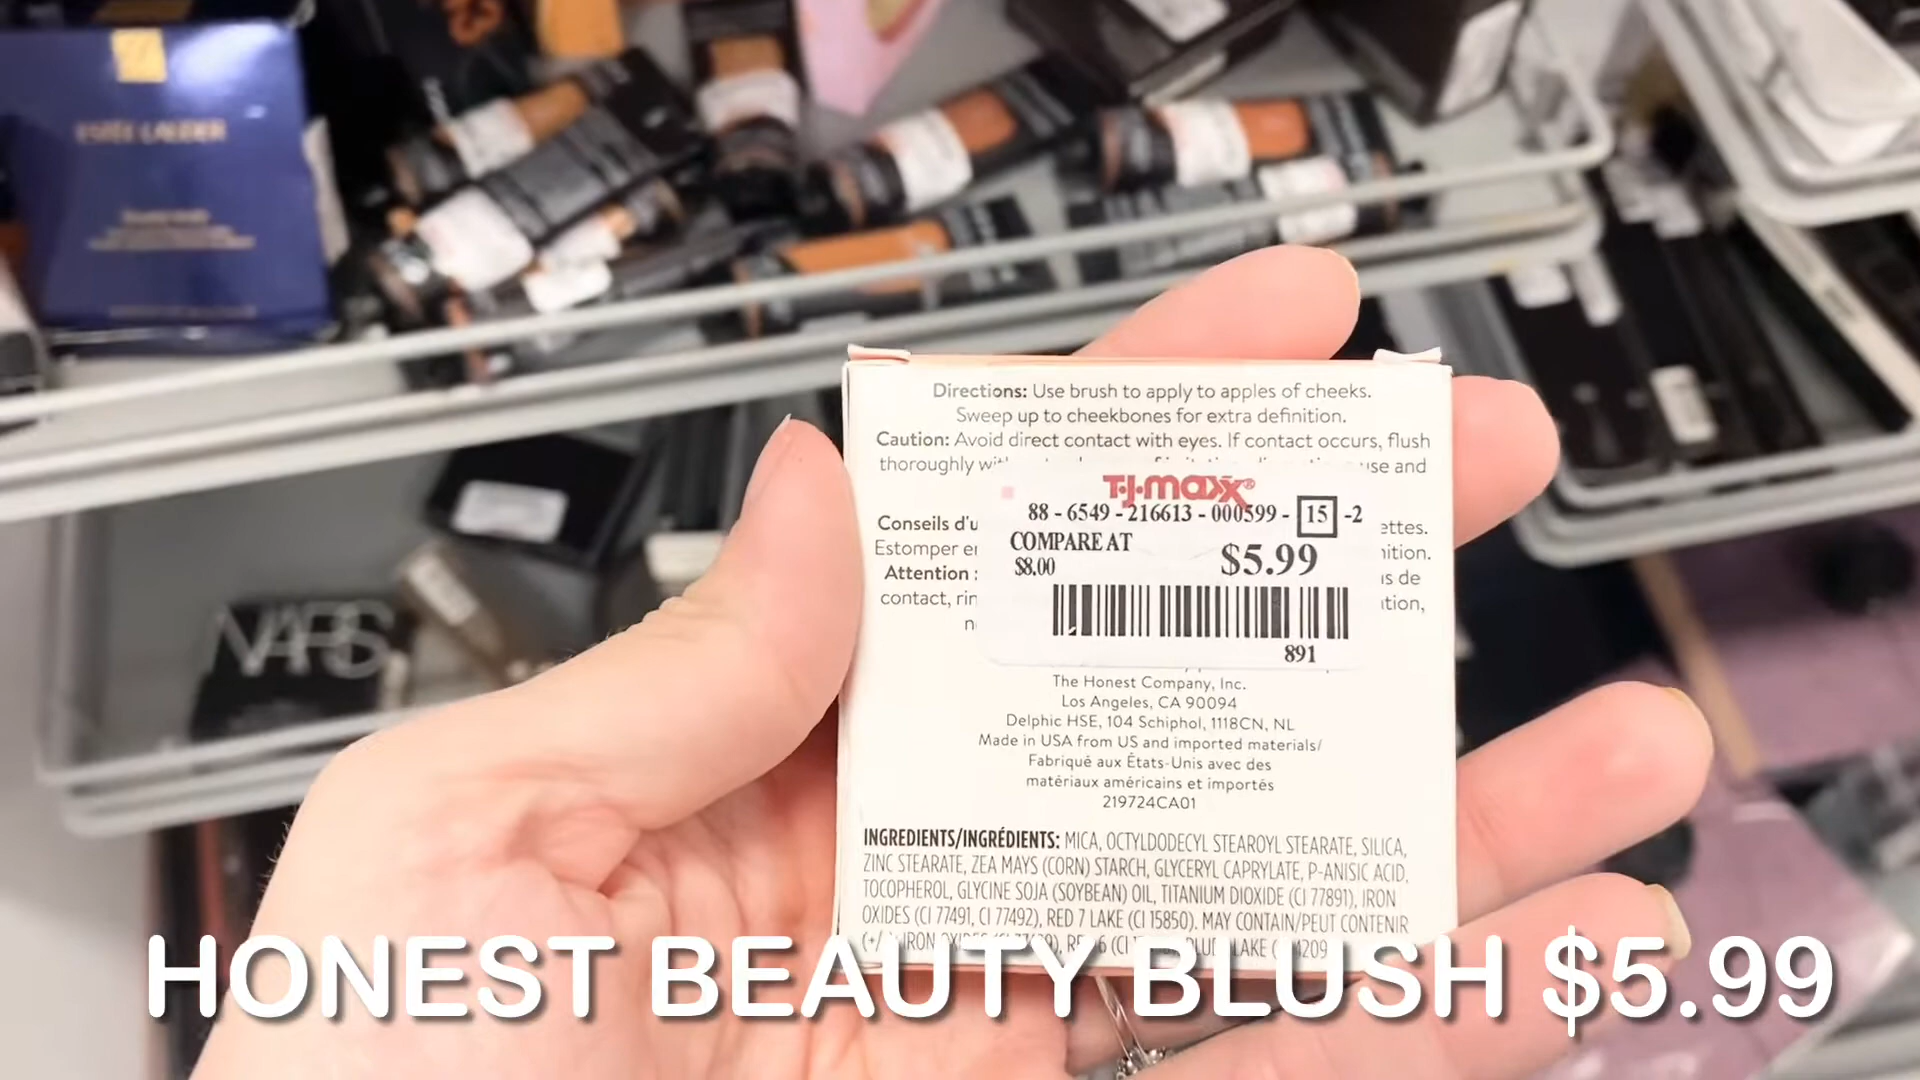 ESTĒE LAUDER
Directions: Use brush to apply to apples of cheeks.
Sweep up to cheekbones for extra definition.
Caution: Avoid direct contact with eyes. If contact occurs, flush
thoroughly use and
T·J·maxx®
88 - 6549 - 216613 - 000599 - 15 -2
COMPARE AT
$8.00
$5.99
891
Conseils d'u ettes.
Estomper ition.
Attention : is de
contact,
The Honest Company, Inc.
Los Angeles, CA 90094
Delphic HSE, 104 Schiphol, 1118CN, NL
Made in USA from US and imported materials/
Fabriqué aux États-Unis avec des
matériaux américains et importés
219724CA01
INGREDIENTS/INGRÉDIENTS: MICA, OCTYLDODECYL STEAROYL STEARATE, SILICA,
ZINC STEARATE, ZEA MAYS (CORN) STARCH, GLYCERYL CAPRYLATE, P-ANISIC ACID,
TOCOPHEROL, GLYCINE SOJA (SOYBEAN) OIL, TITANIUM DIOXIDE (CI 77891), IRON
OXIDES (CI 77491, CI 77492), RED 7 LAKE (CI 15850). MAY CONTAIN/PEUT CONTENIR
NARS
HONEST BEAUTY BLUSH $5.99